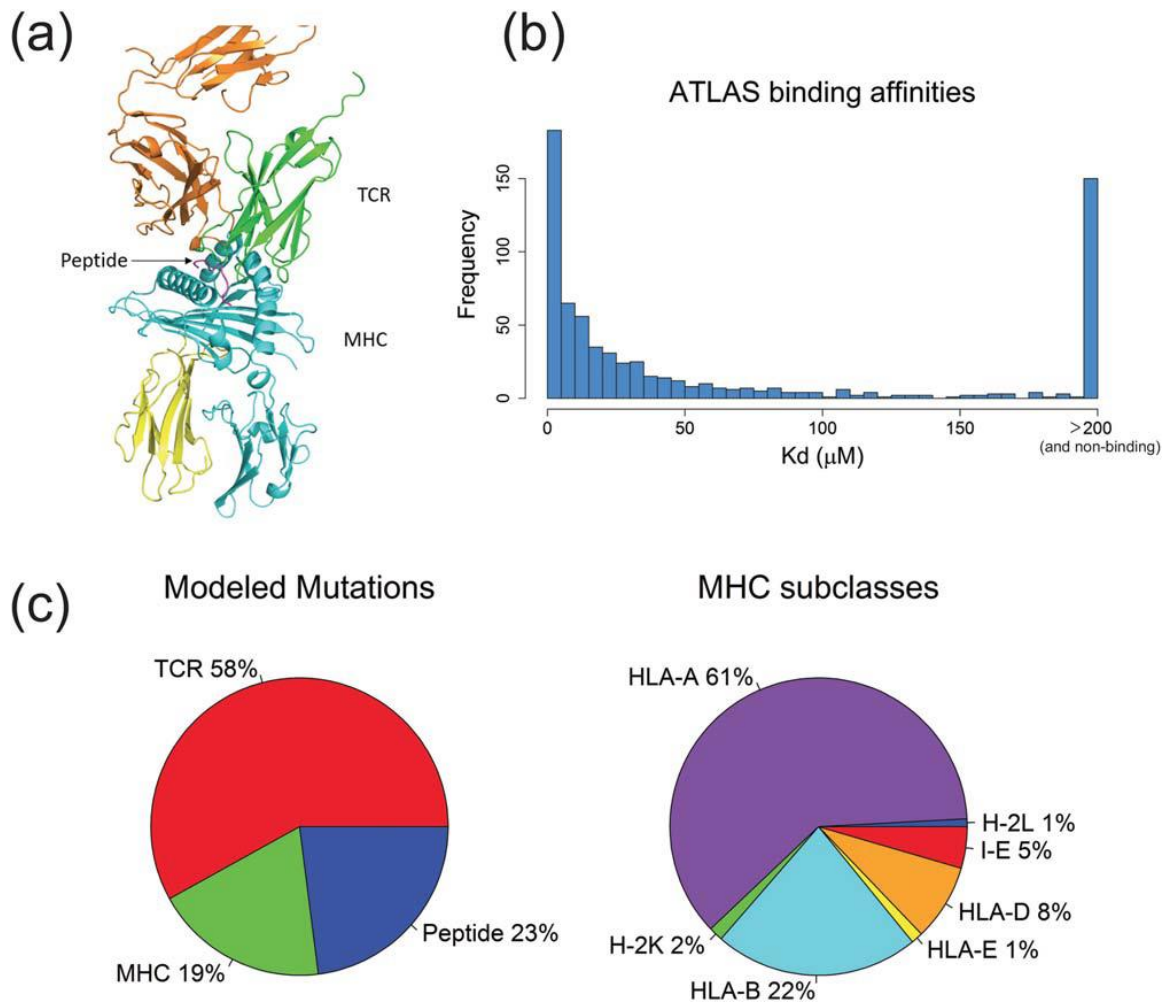 (a)
TCR
Peptide
MHC
(b)
ATLAS binding affinities
Frequency
150
100
50
0
0
50
100
150
>200
(and non-binding)
Kd (μM)
(c)
Modeled Mutations
TCR 58%
MHC 19%
Peptide 23%
MHC subclasses
HLA-A 61%
H-2L 1%
I-E 5%
HLA-D 8%
HLA-E 1%
HLA-B 22%
H-2K 2%